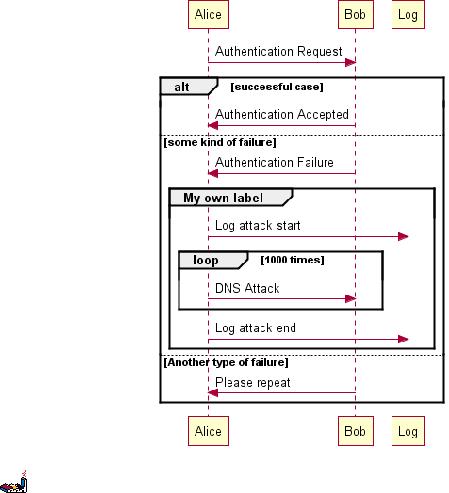 Alice Bob Log
Authentication Request
alt [successful case]
Authentication Accepted
[some kind of failure]
Authentication Failure
My own label
Log attack start
loop [1000 times]
DNS Attack
Log attack end
[Another type of failure]
Please repeat
Alice Bob Log